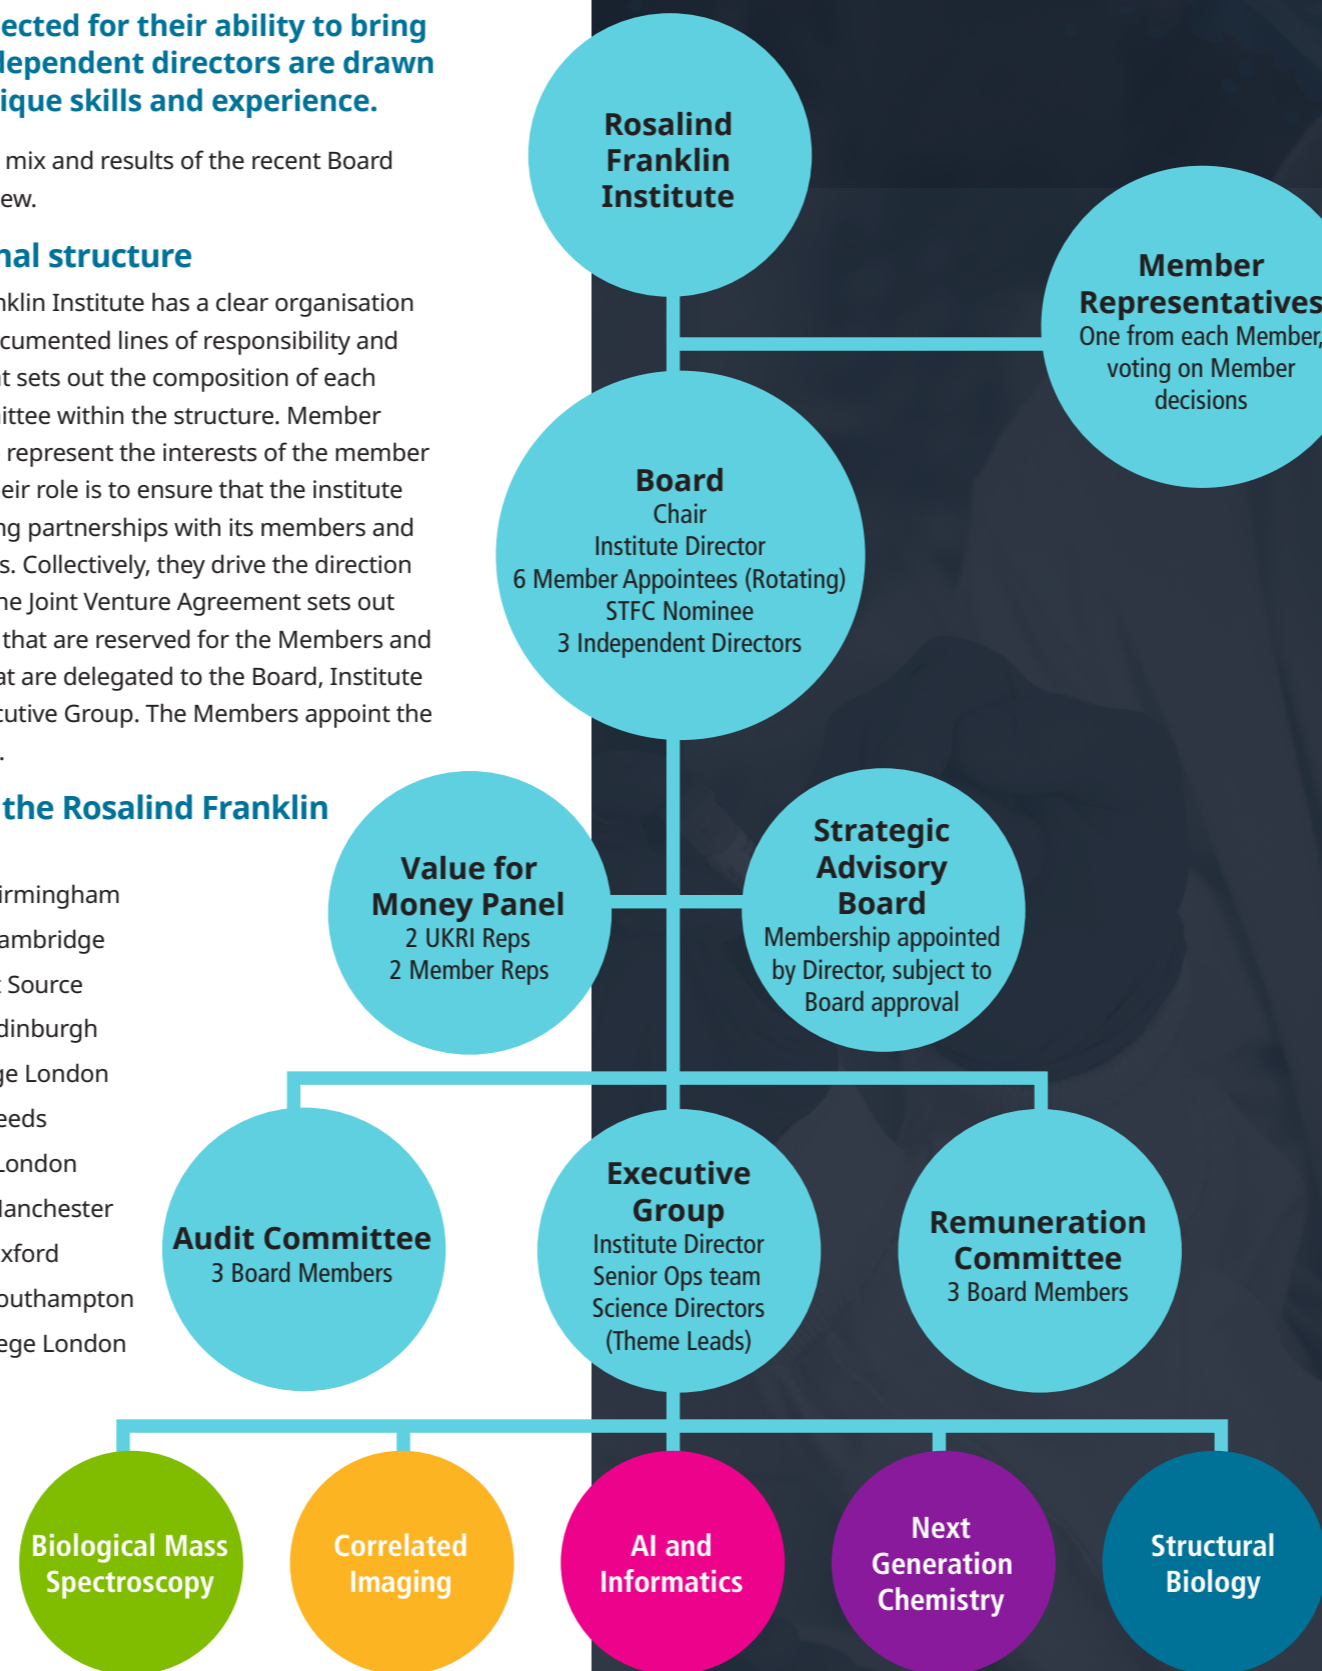 ected for their ability to bring
dependent directors are drawn
ique skills and experience.
mix and results of the recent Board
ew.
nal structure
nklin Institute has a clear organisation
cumented lines of responsibility and
at sets out the composition of each
ittee within the structure. Member
represent the interests of the member
eir role is to ensure that the institute
ng partnerships with its members and
s. Collectively, they drive the direction
he Joint Venture Agreement sets out
that are reserved for the Members and
at are delegated to the Board, Institute
cutive Group. The Members appoint the
.
the Rosalind Franklin
irmingham
ambridge
t Source
dinburgh
ge London
eeds
London
Manchester
xford
outhampton
ege London
Rosalind
Franklin
Institute
Member
Representatives
One from each Member,
voting on Member
decisions
Board
Chair
Institute Director
6 Member Appointees (Rotating)
STFC Nominee
3 Independent Directors
Value for
Money Panel
2 UKRI Reps
2 Member Reps
Strategic
Advisory
Board
Membership appointed
by Director, subject to
Board approval
Audit Committee
3 Board Members
Executive
Group
Institute Director
Senior Ops team
Science Directors
(Theme Leads)
Remuneration
Committee
3 Board Members
Biological Mass
Spectroscopy
Correlated
Imaging
AI and
Informatics
Next
Generation
Chemistry
Structural
Biology